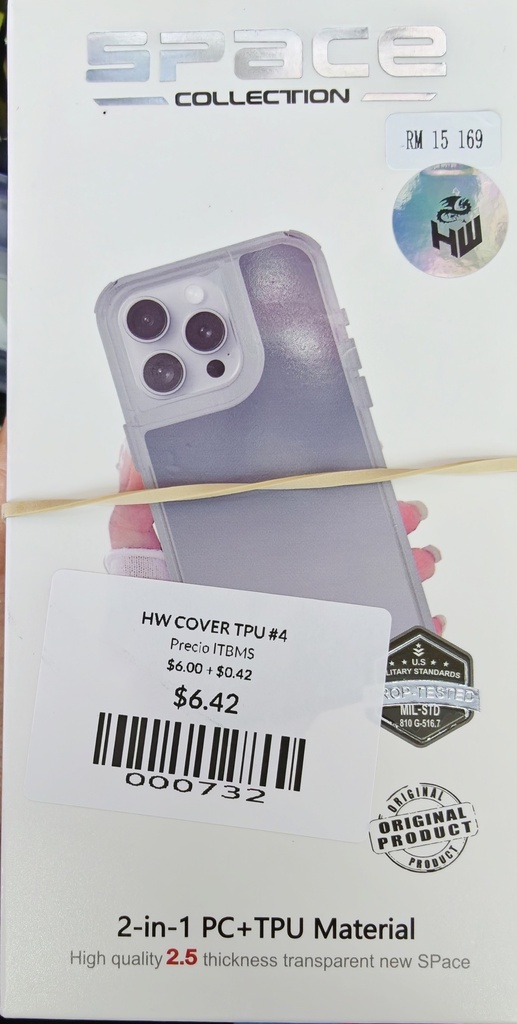 SPACE
COLLECTION
RM 15 169
HW
HW COVER TPU #4
Precio ITBMS
$6.00 + $0.42
$6.42
000732
U.S
LITARY STANDARDS
ROP-TESTED
MIL-STD
810 G-516.7
ORIGINAL
ORIGINAL
PRODUCT
PRODUCT
2-in-1 PC+TPU Material
High quality 2.5 thickness transparent new SPace